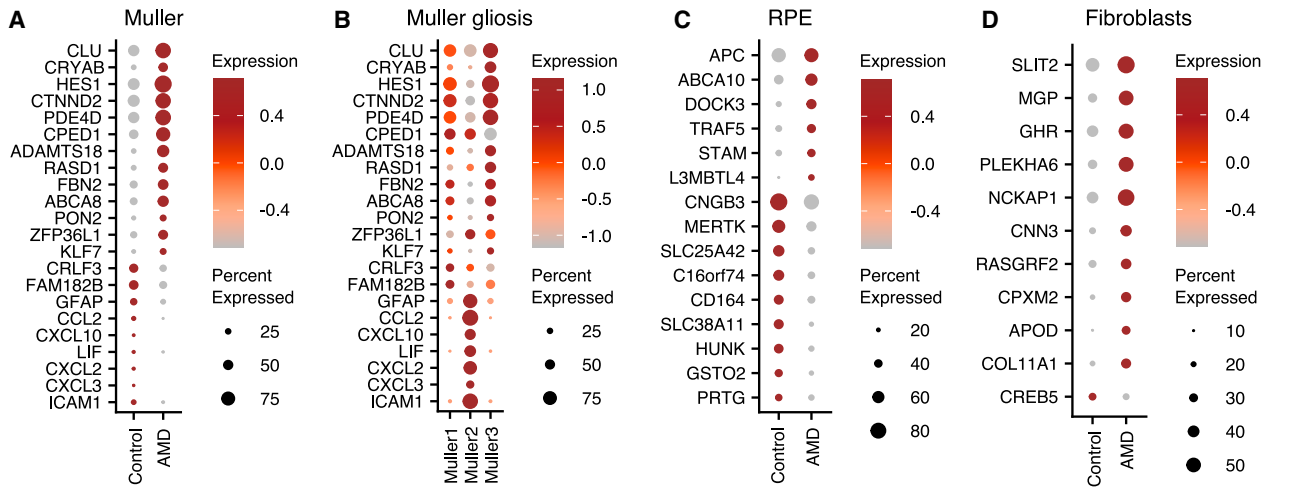 A
Muller
CLU
CRYAB
HES1
CTNND2
PDE4D
CPED1
ADAMTS18
RASD1
FBN2
ABCA8
PON2
ZFP36L1
KLF7
CRLF3
FAM182B
GFAP
CCL2
CXCL10
LIF
CXCL2
CXCL3
ICAM1
Control
AMD
Expression
0.4
0.0
-0.4
Percent
Expressed
25
50
75
B
Muller gliosis
CLU
CRYAB
HES1
CTNND2
PDE4D
CPED1
ADAMTS18
RASD1
FBN2
ABCA8
PON2
ZFP36L1
KLF7
CRLF3
FAM182B
GFAP
CCL2
CXCL10
LIF
CXCL2
CXCL3
ICAM1
Muller1
Muller2
Muller3
Expression
1.0
0.5
0.0
-0.5
-1.0
Percent
Expressed
25
50
75
C
RPE
APC
ABCA10
DOCK3
TRAF5
STAM
L3MBTL4
CNGB3
MERTK
SLC25A42
C16orf74
CD164
SLC38A11
HUNK
GSTO2
PRTG
Control
AMD
Expression
0.4
0.0
-0.4
Percent
Expressed
20
40
60
80
D
Fibroblasts
SLIT2
MGP
GHR
PLEKHA6
NCKAP1
CNN3
RASGRF2
CPXM2
APOD
COL11A1
CREB5
Control
AMD
Expression
0.4
0.0
-0.4
Percent
Expressed
10
20
30
40
50